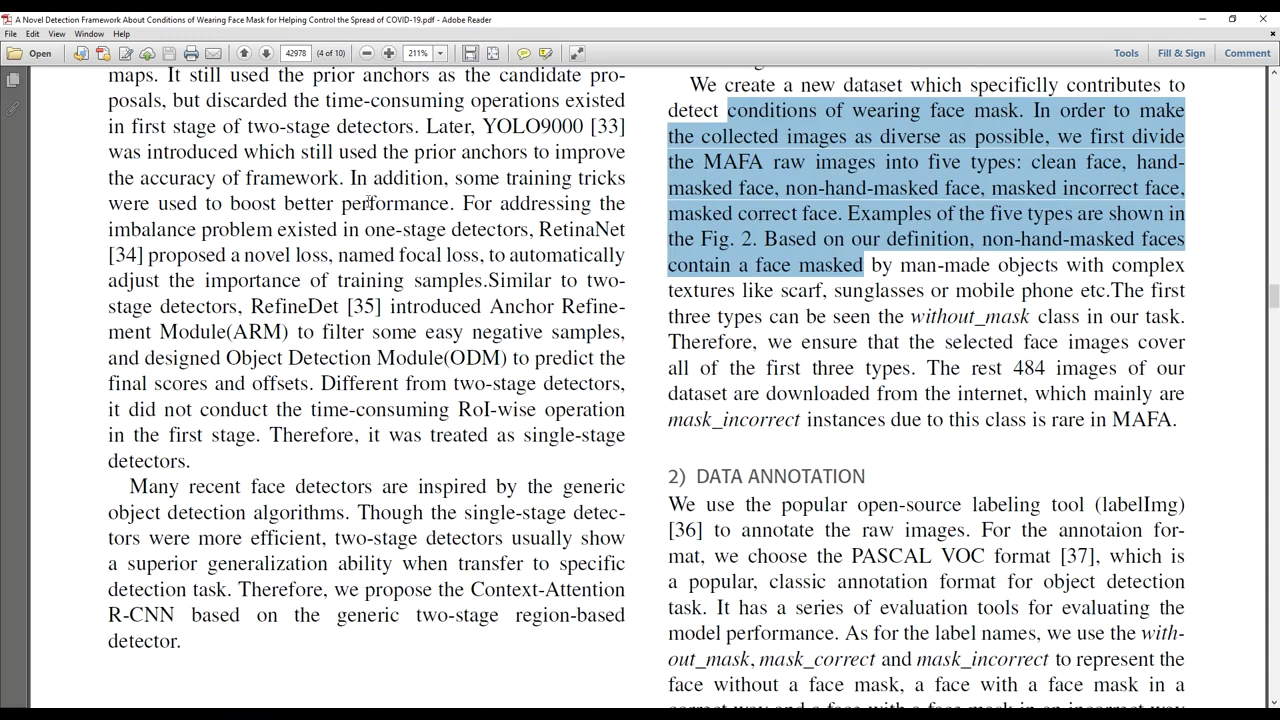 A Novel Detection Framework About Conditions of Wearing Face Mask for Helping Control the Spread of COVID-19.pdf - Adobe Reader
File Edit View Window Help
Open 42978 (4 of 10) 211% Tools Fill & Sign Comment
maps. It still used the prior anchors as the candidate pro-
posals, but discarded the time-consuming operations existed
in first stage of two-stage detectors. Later, YOLO9000 [33]
was introduced which still used the prior anchors to improve
the accuracy of framework. In addition, some training tricks
were used to boost better performance. For addressing the
imbalance problem existed in one-stage detectors, RetinaNet
[34] proposed a novel loss, named focal loss, to automatically
adjust the importance of training samples.Similar to two-
stage detectors, RefineDet [35] introduced Anchor Refine-
ment Module(ARM) to filter some easy negative samples,
and designed Object Detection Module(ODM) to predict the
final scores and offsets. Different from two-stage detectors,
it did not conduct the time-consuming RoI-wise operation
in the first stage. Therefore, it was treated as single-stage
detectors.
Many recent face detectors are inspired by the generic
object detection algorithms. Though the single-stage detec-
tors were more efficient, two-stage detectors usually show
a superior generalization ability when transfer to specific
detection task. Therefore, we propose the Context-Attention
R-CNN based on the generic two-stage region-based
detector.
We create a new dataset which specificlly contributes to
detect conditions of wearing face mask. In order to make
the collected images as diverse as possible, we first divide
the MAFA raw images into five types: clean face, hand-
masked face, non-hand-masked face, masked incorrect face,
masked correct face. Examples of the five types are shown in
the Fig. 2. Based on our definition, non-hand-masked faces
contain a face masked by man-made objects with complex
textures like scarf, sunglasses or mobile phone etc.The first
three types can be seen the without_mask class in our task.
Therefore, we ensure that the selected face images cover
all of the first three types. The rest 484 images of our
dataset are downloaded from the internet, which mainly are
mask_incorrect instances due to this class is rare in MAFA.
2) DATA ANNOTATION
We use the popular open-source labeling tool (labelImg)
[36] to annotate the raw images. For the annotaion for-
mat, we choose the PASCAL VOC format [37], which is
a popular, classic annotation format for object detection
task. It has a series of evaluation tools for evaluating the
model performance. As for the label names, we use the with-
out_mask, mask_correct and mask_incorrect to represent the
face without a face mask, a face with a face mask in a
correct way and a face with a face mask in an incorrect way